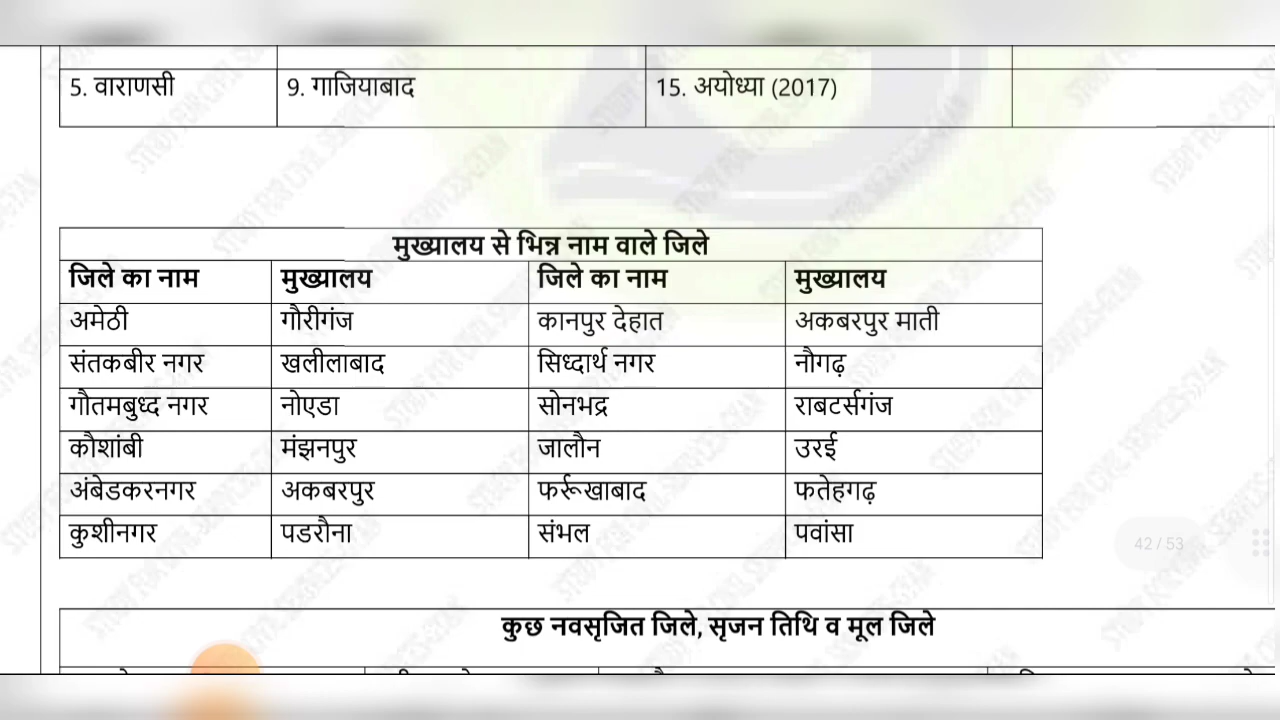 5. वाराणसी 9. गाजियाबाद 15. अयोध्या (2017)
मुख्यालय से भिन्न नाम वाले जिले
जिले का नाम मुख्यालय जिले का नाम मुख्यालय
अमेठी गौरीगंज कानपुर देहात अकबरपुर माती
संतकबीर नगर खलीलाबाद सिध्दार्थ नगर नौगढ़
गौतमबुध्द नगर नोएडा सोनभद्र राबटर्सगंज
कौशांबी मंझनपुर जालौन उरई
अंबेडकरनगर अकबरपुर फर्रूखाबाद फतेहगढ़
कुशीनगर पडरौना संभल पवांसा
42 / 53
कुछ नवसृजित जिले, सृजन तिथि व मूल जिले